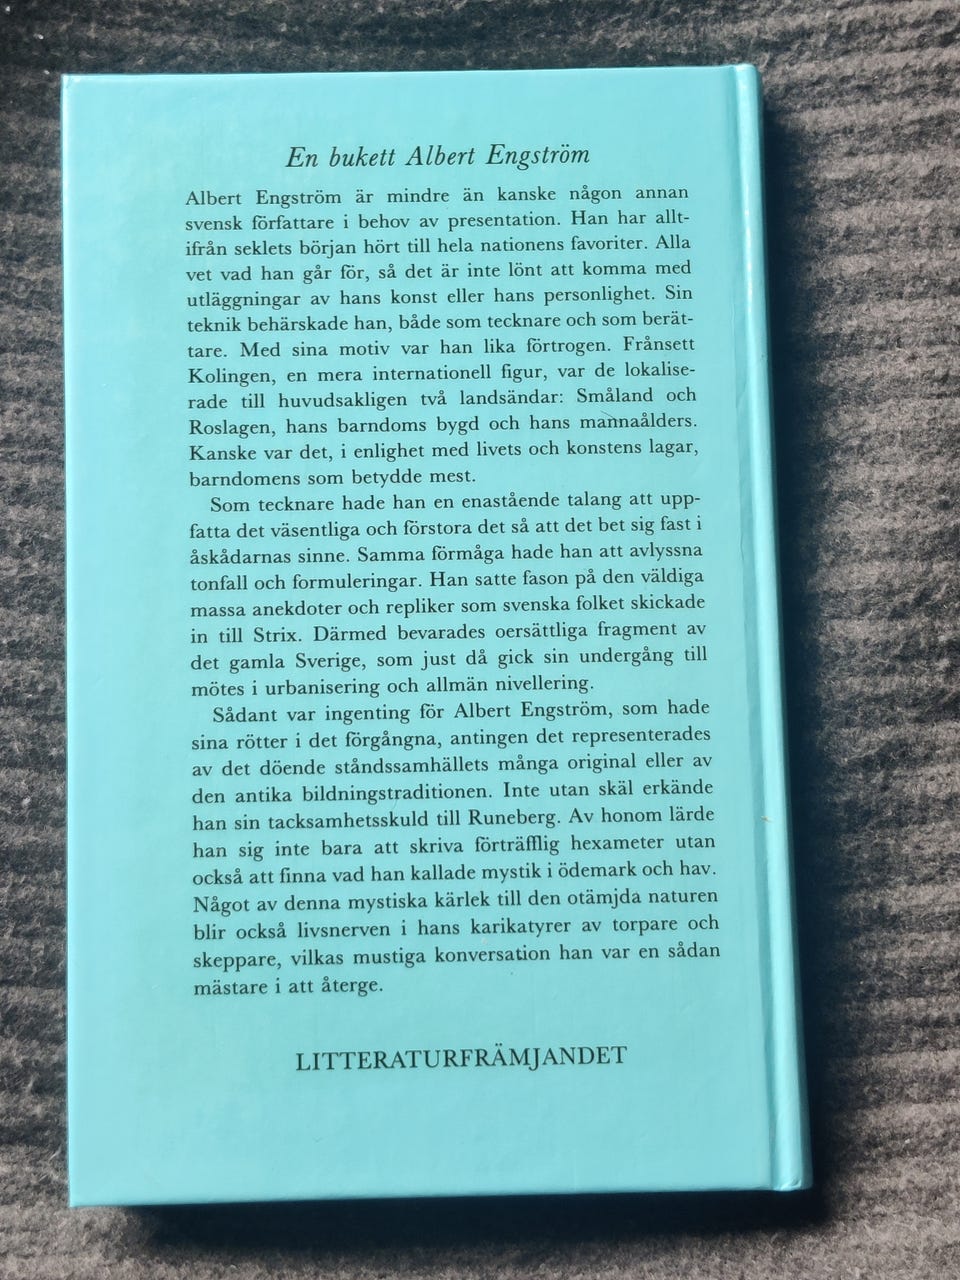 En bukett Albert Engström
Albert Engström är mindre än kanske någon annan
svensk författare i behov av presentation. Han har allt-
ifrån seklets början hört till hela nationens favoriter. Alla
vet vad han går för, så det är inte lönt att komma med
utläggningar av hans konst eller hans personlighet. Sin
teknik behärskade han, både som tecknare och som berät-
tare. Med sina motiv var han lika förtrogen. Frånsett
Kolingen, en mera internationell figur, var de lokalise-
rade till huvudsakligen två landsändar: Småland och
Roslagen, hans barndoms bygd och hans mannaålders.
Kanske var det, i enlighet med livets och konstens lagar,
barndomens som betydde mest.
Som tecknare hade han en enastående talang att upp-
fatta det väsentliga och förstora det så att det bet sig fast i
åskådarnas sinne. Samma förmåga hade han att avlyssna
tonfall och formuleringar. Han satte fason på den väldiga
massa anekdoter och repliker som svenska folket skickade
in till Strix. Därmed bevarades oersättliga fragment av
det gamla Sverige, som just då gick sin undergång till
mötes i urbanisering och allmän nivellering.
Sådant var ingenting för Albert Engström, som hade
sina rötter i det förgångna, antingen det representerades
av det döende ståndssamhällets många original eller av
den antika bildningstraditionen. Inte utan skäl erkände
han sin tacksamhetsskuld till Runeberg. Av honom lärde
han sig inte bara att skriva förträfflig hexameter utan
också att finna vad han kallade mystik i ödemark och hav.
Något av denna mystiska kärlek till den otämjda naturen
blir också livsnerven i hans karikatyrer av torpare och
skeppare, vilkas mustiga konversation han var en sådan
mästare i att återge.
LITTERATURFRÄMJANDET